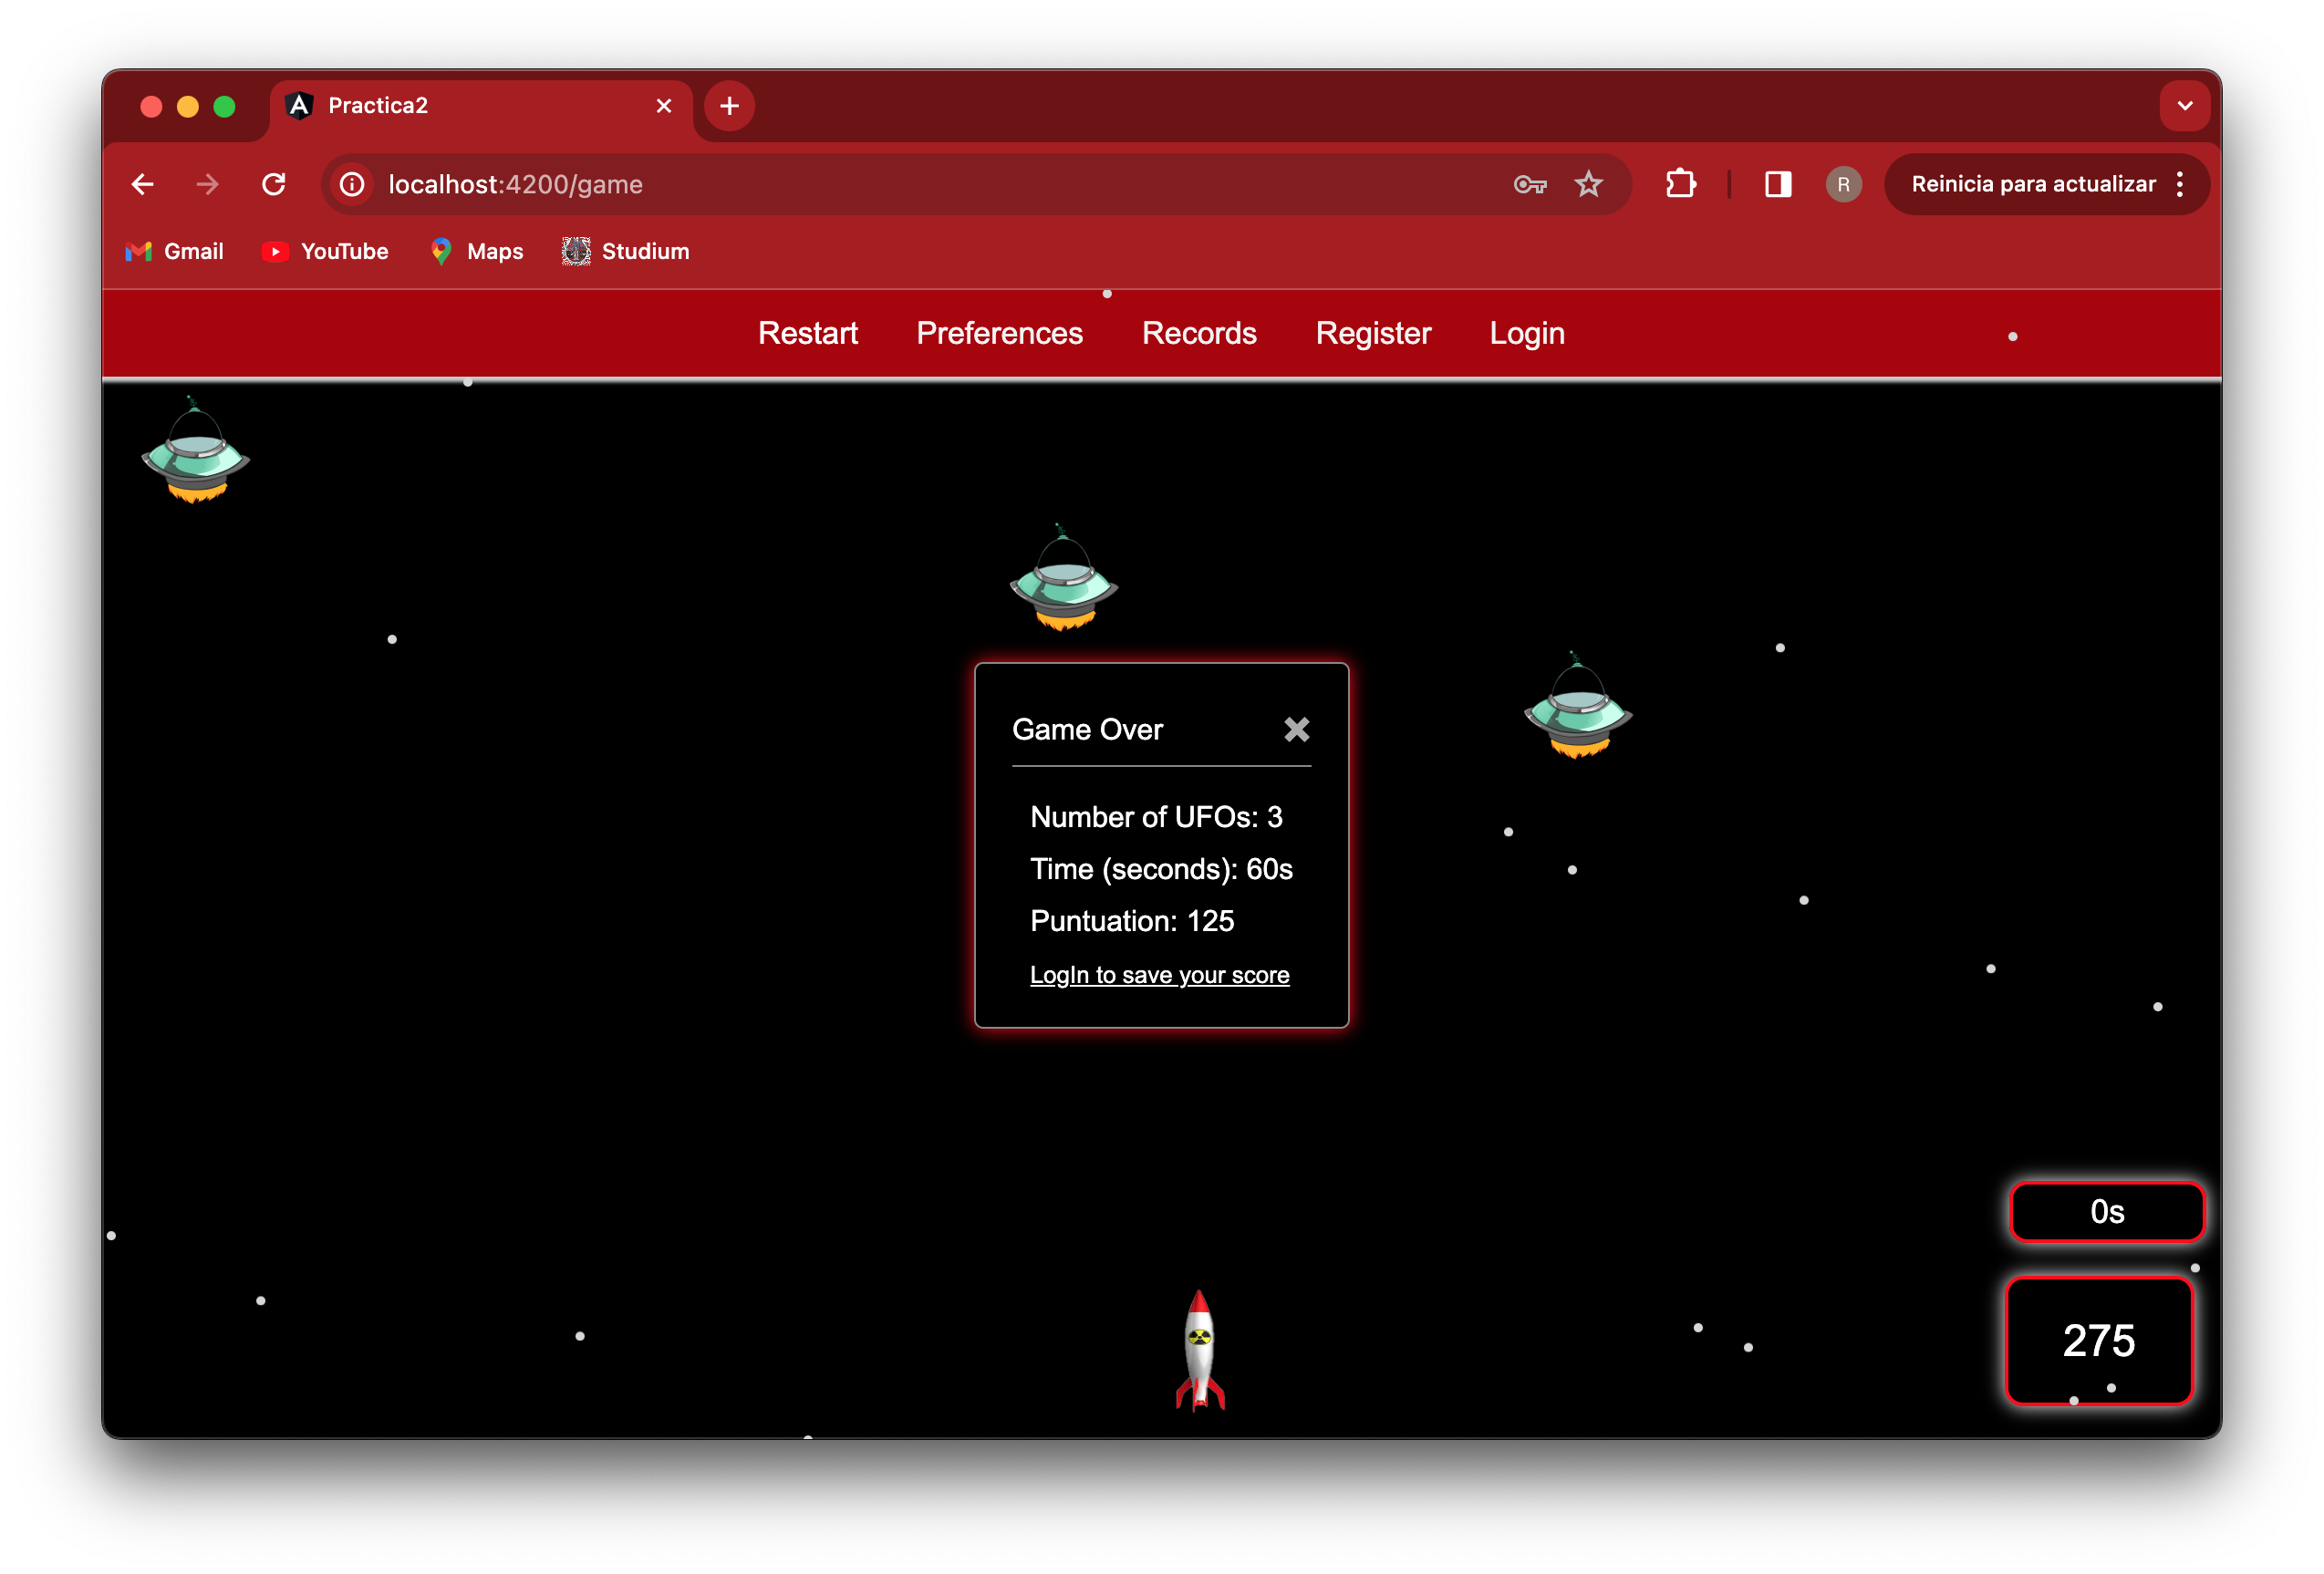 Practica2
localhost:4200/game
R
Reinicia para actualizar
Gmail YouTube Maps Studium
Restart Preferences Records Register Login
Game Over
Number of UFOs: 3
Time (seconds): 60s
Puntuation: 125
LogIn to save your score
0s
275